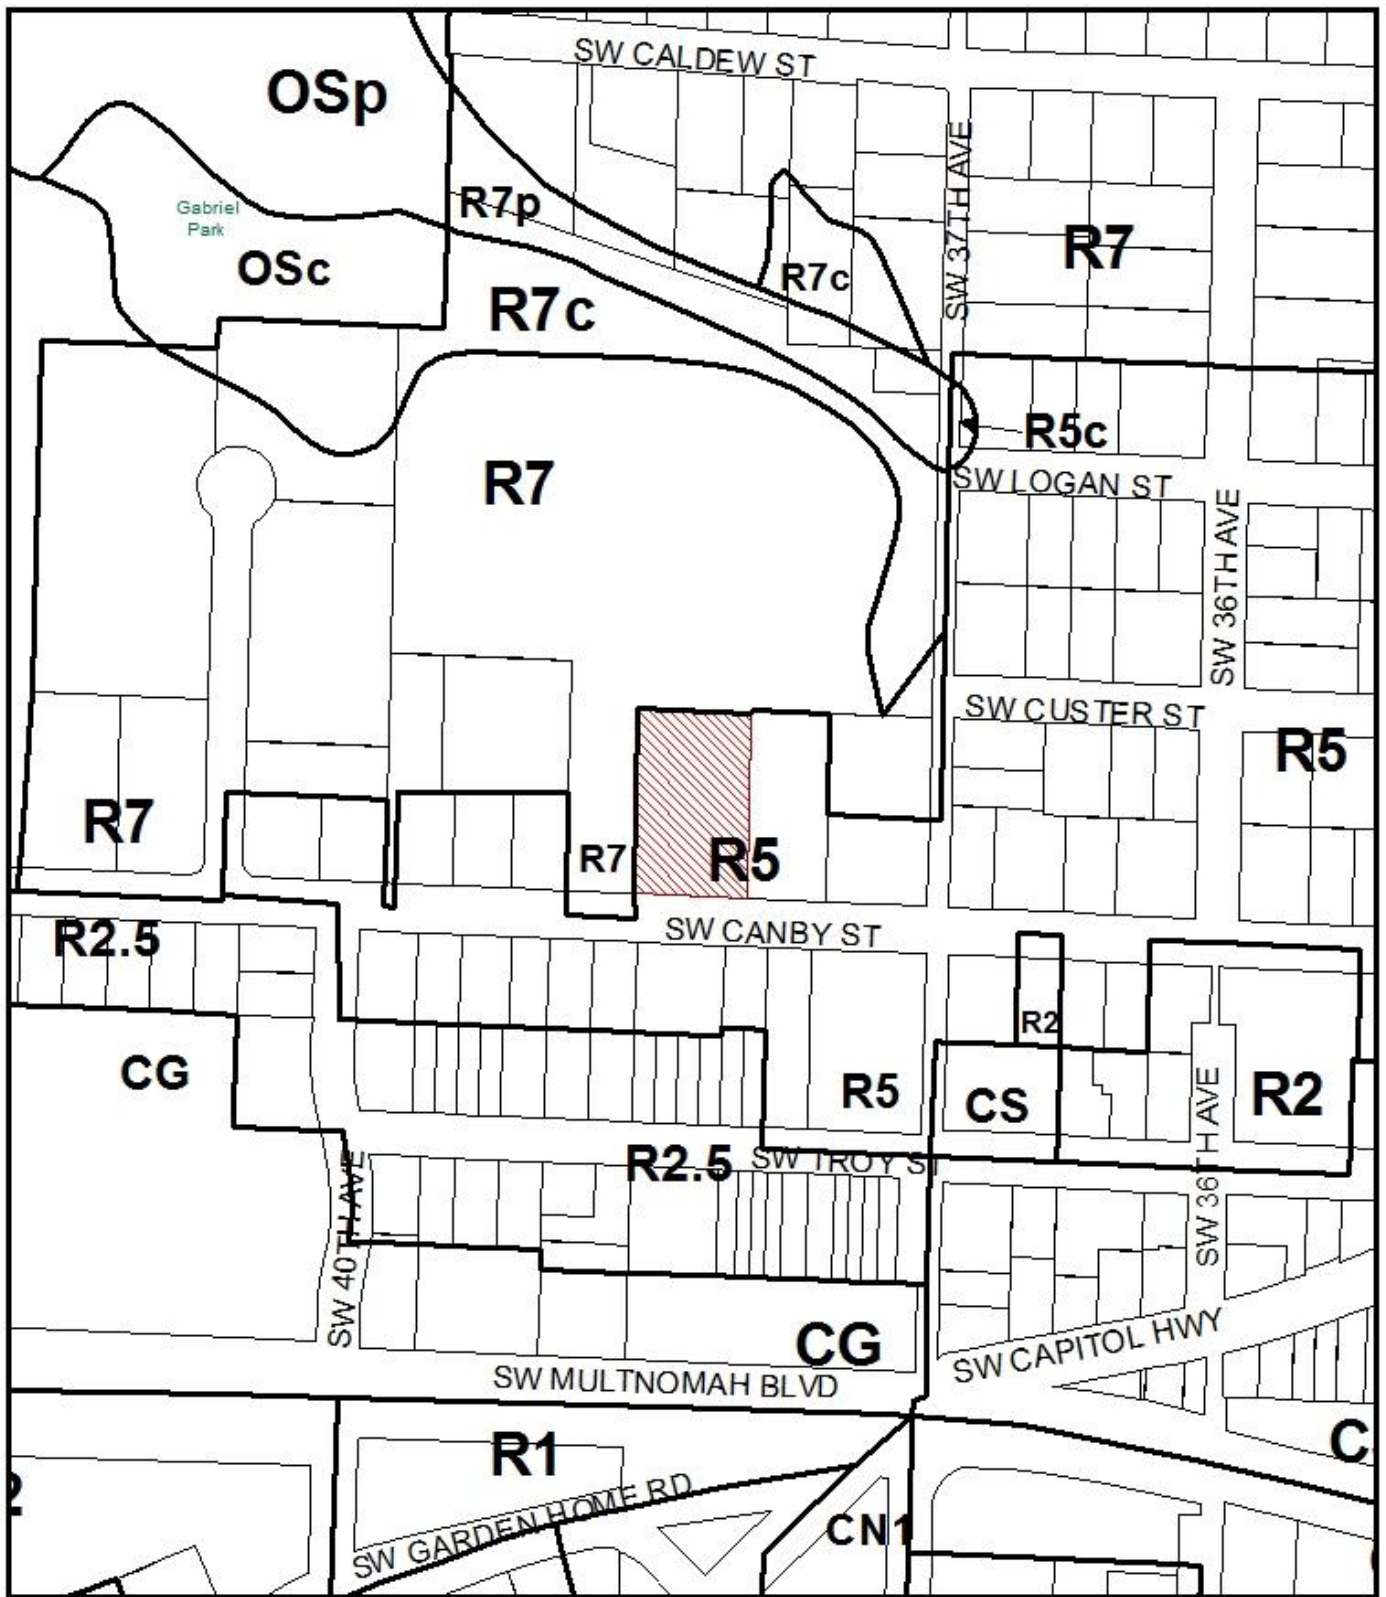 SW CALDEW ST
OSp
SW 37TH AVE
R7p
Gabriel
Park
R7
OSc
R7c
R7c
R5c
R7
SW LOGAN ST
SW 36TH AVE
SW CUSTER ST
R5
R7
R5
R7
SW CANBY ST
R2.5
R2
CG
R5
CS
R2
R2.5
SW TROY ST
SW 36TH AVE
SW 40TH AVE
CG
SW CAPITOL HWY
SW MULTNOMAH BLVD
R1
C
2
SW GARDEN HOME RD
CN1